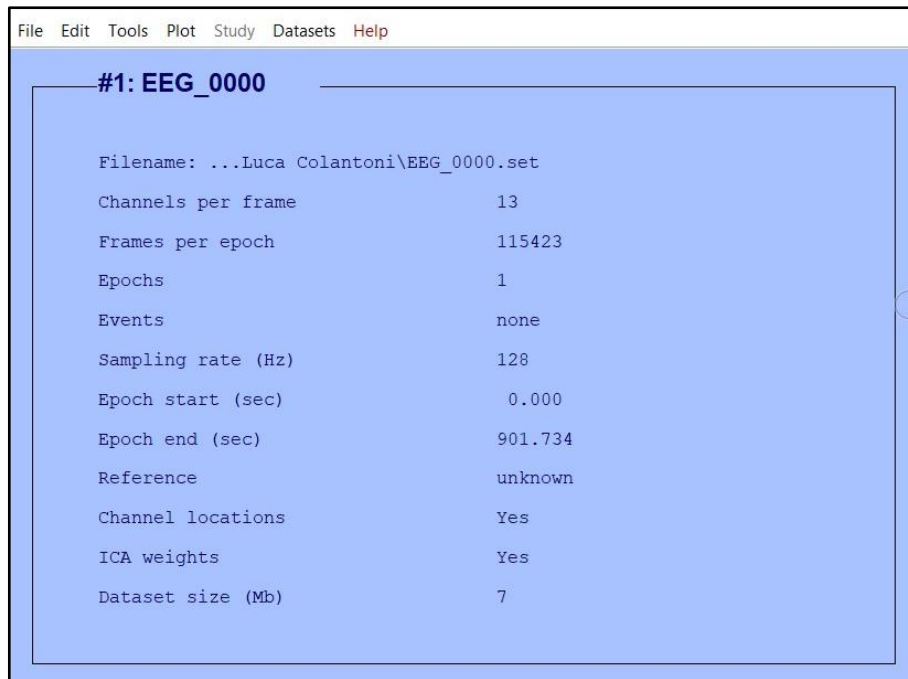 File Edit Tools Plot Study Datasets Help
#1: EEG_0000
Filename: ...Luca Colantoni\EEG_0000.set
Channels per frame 13
Frames per epoch 115423
Epochs 1
Events none
Sampling rate (Hz) 128
Epoch start (sec) 0.000
Epoch end (sec) 901.734
Reference unknown
Channel locations Yes
ICA weights Yes
Dataset size (Mb) 7